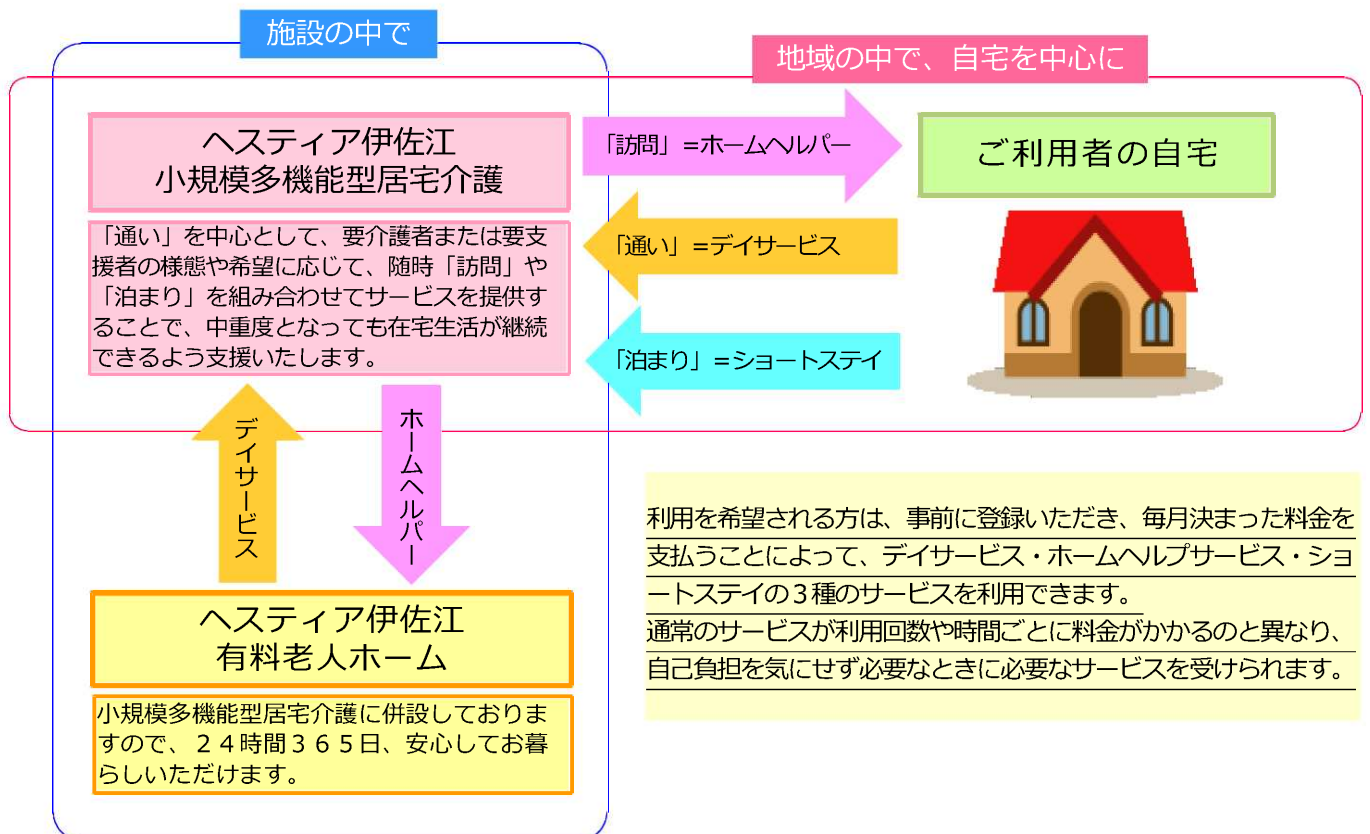 施設の中で
地域の中で、自宅を中心に
ヘスティア伊佐江
小規模多機能型居宅介護
「通い」を中心として、要介護者または要支
援者の様態や希望に応じて、随時「訪問」や
「泊まり」を組み合わせてサービスを提供す
ることで、中重度となっても在宅生活が継続
できるよう支援いたします。
「訪問」=ホームヘルパー
「通い」=デイサービス
「泊まり」=ショートステイ
ご利用者の自宅
デイサービス
ホームヘルパー
ヘスティア伊佐江
有料老人ホーム
小規模多機能型居宅介護に併設しておりま
すので、24時間365日、安心してお暮
らしいただけます。
利用を希望される方は、事前に登録いただき、毎月決まった料金を
支払うことによって、デイサービス・ホームヘルプサービス・ショ
ートステイの3種のサービスを利用できます。
通常のサービスが利用回数や時間ごとに料金がかかるのと異なり、
自己負担を気にせず必要なときに必要なサービスを受けられます。